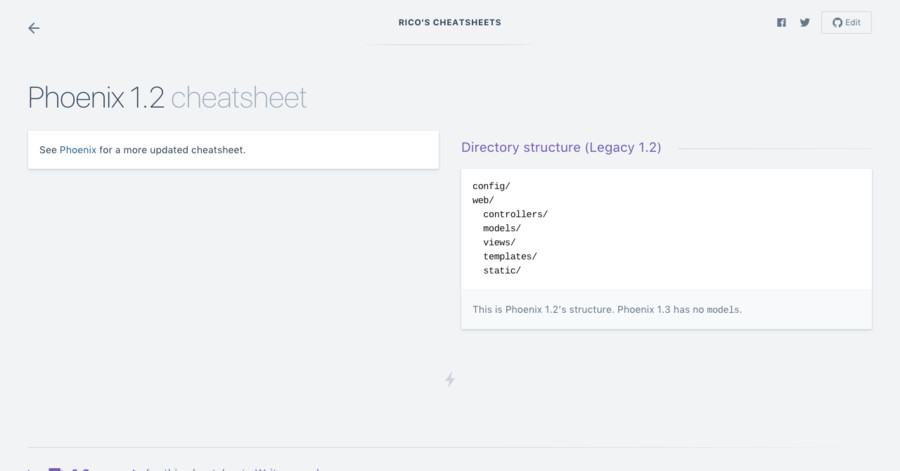 RICO'S CHEATSHEETS
Edit
Phoenix 1.2 cheatsheet
See Phoenix for a more updated cheatsheet.
Directory structure (Legacy 1.2)
config/
web/
  controllers/
  models/
  views/
  templates/
  static/
This is Phoenix 1.2's structure. Phoenix 1.3 has no models.